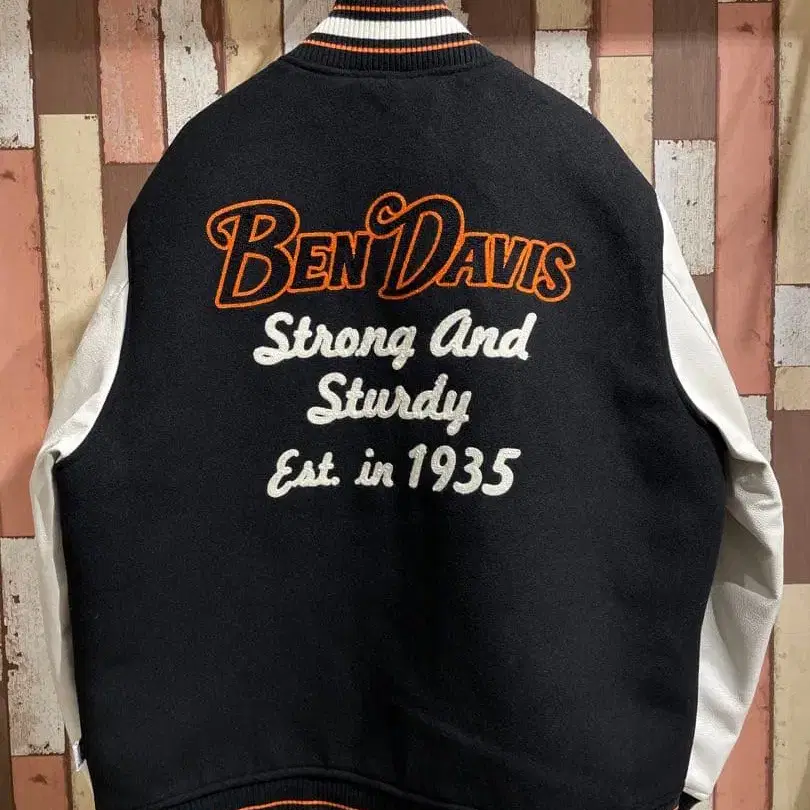 BEN DAVIS
Strong And
Sturdy
Est. in 1935